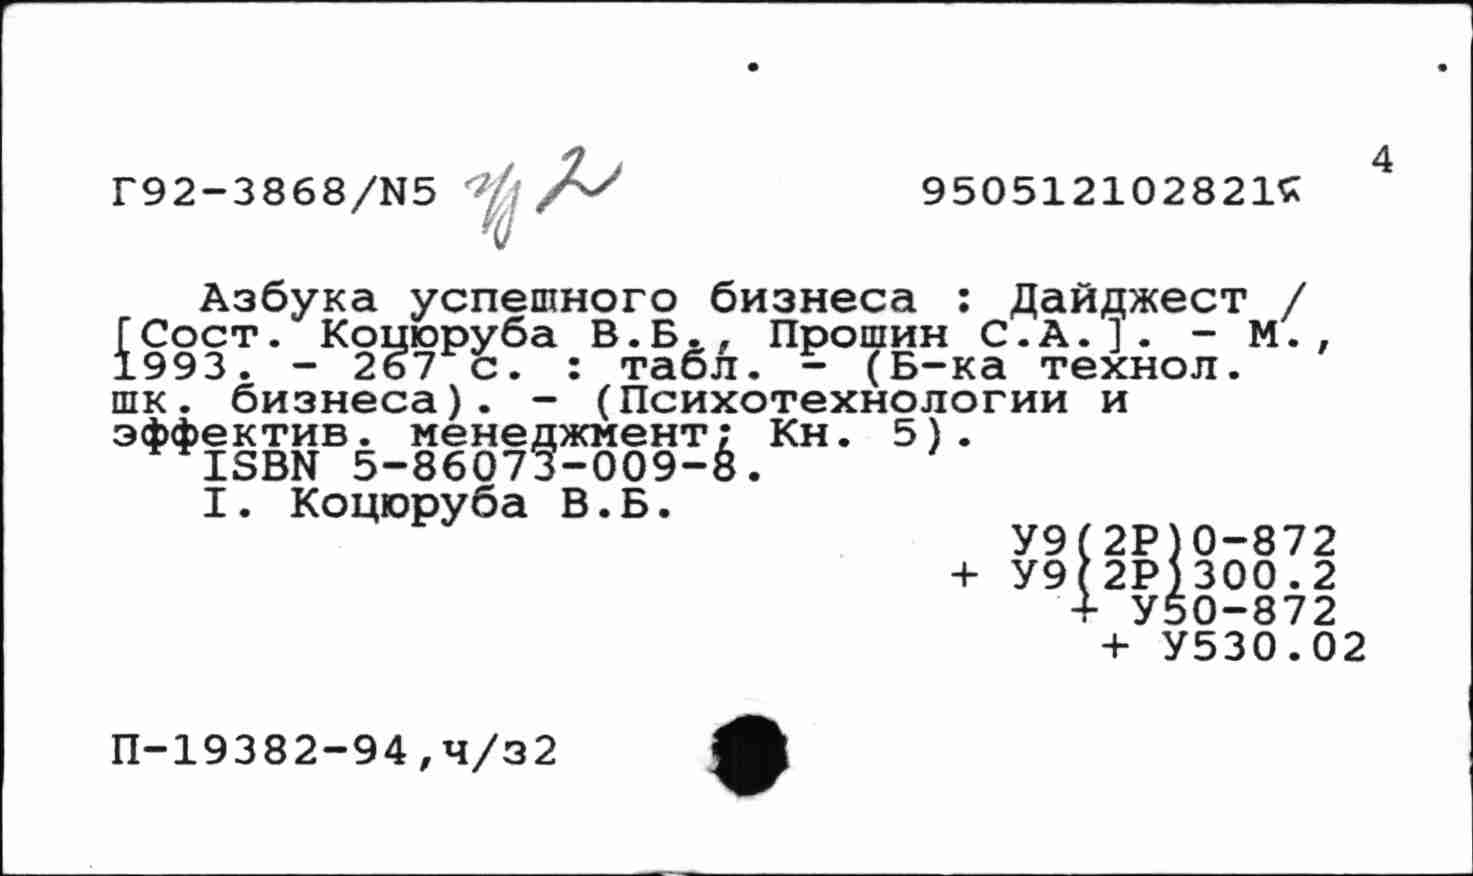 4
Г92-3868/N5 ч/з 2 9505121028215
Азбука успешного бизнеса : Дайджест /
[Сост. Коцюруба В.Б., Прошин С.А.]. - М.,
1993. - 267 с. : табл. - (Б-ка технол.
шк. бизнеса). - (Психотехнологии и
эффектив. менеджмент; Кн. 5).
ISBN 5-86073-009-8.
I. Коцюруба В.Б.
У9(2Р)0-872
+ У9(2Р)300.2
+ У50-872
+ У530.02
П-19382-94,ч/з2